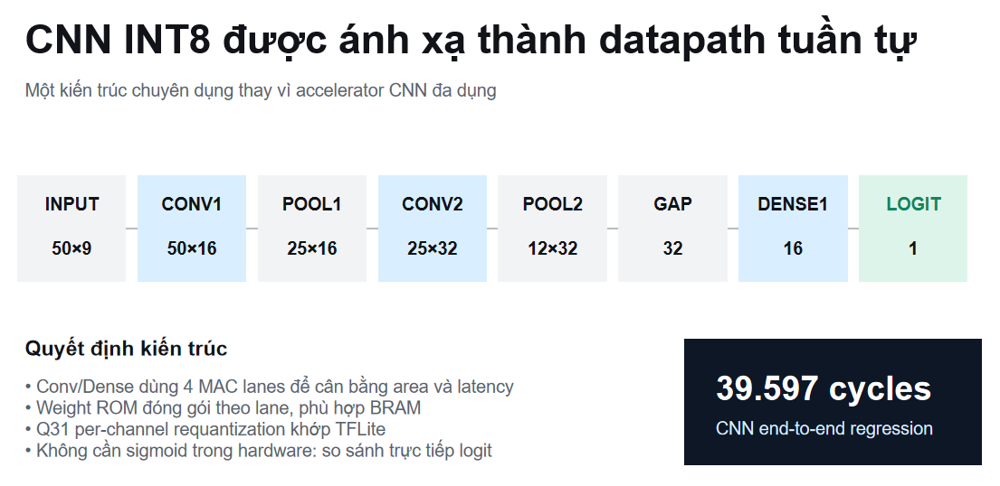 CNN INT8 được ánh xạ thành datapath tuần tự
Một kiến trúc chuyên dụng thay vì accelerator CNN đa dụng
INPUT
50×9
CONV1
50×16
POOL1
25×16
CONV2
25×32
POOL2
12×32
GAP
32
DENSE1
16
LOGIT
1
Quyết định kiến trúc
• Conv/Dense dùng 4 MAC lanes để cân bằng area và latency
• Weight ROM đóng gói theo lane, phù hợp BRAM
• Q31 per-channel requantization khớp TFLite
• Không cần sigmoid trong hardware: so sánh trực tiếp logit
39.597 cycles
CNN end-to-end regression